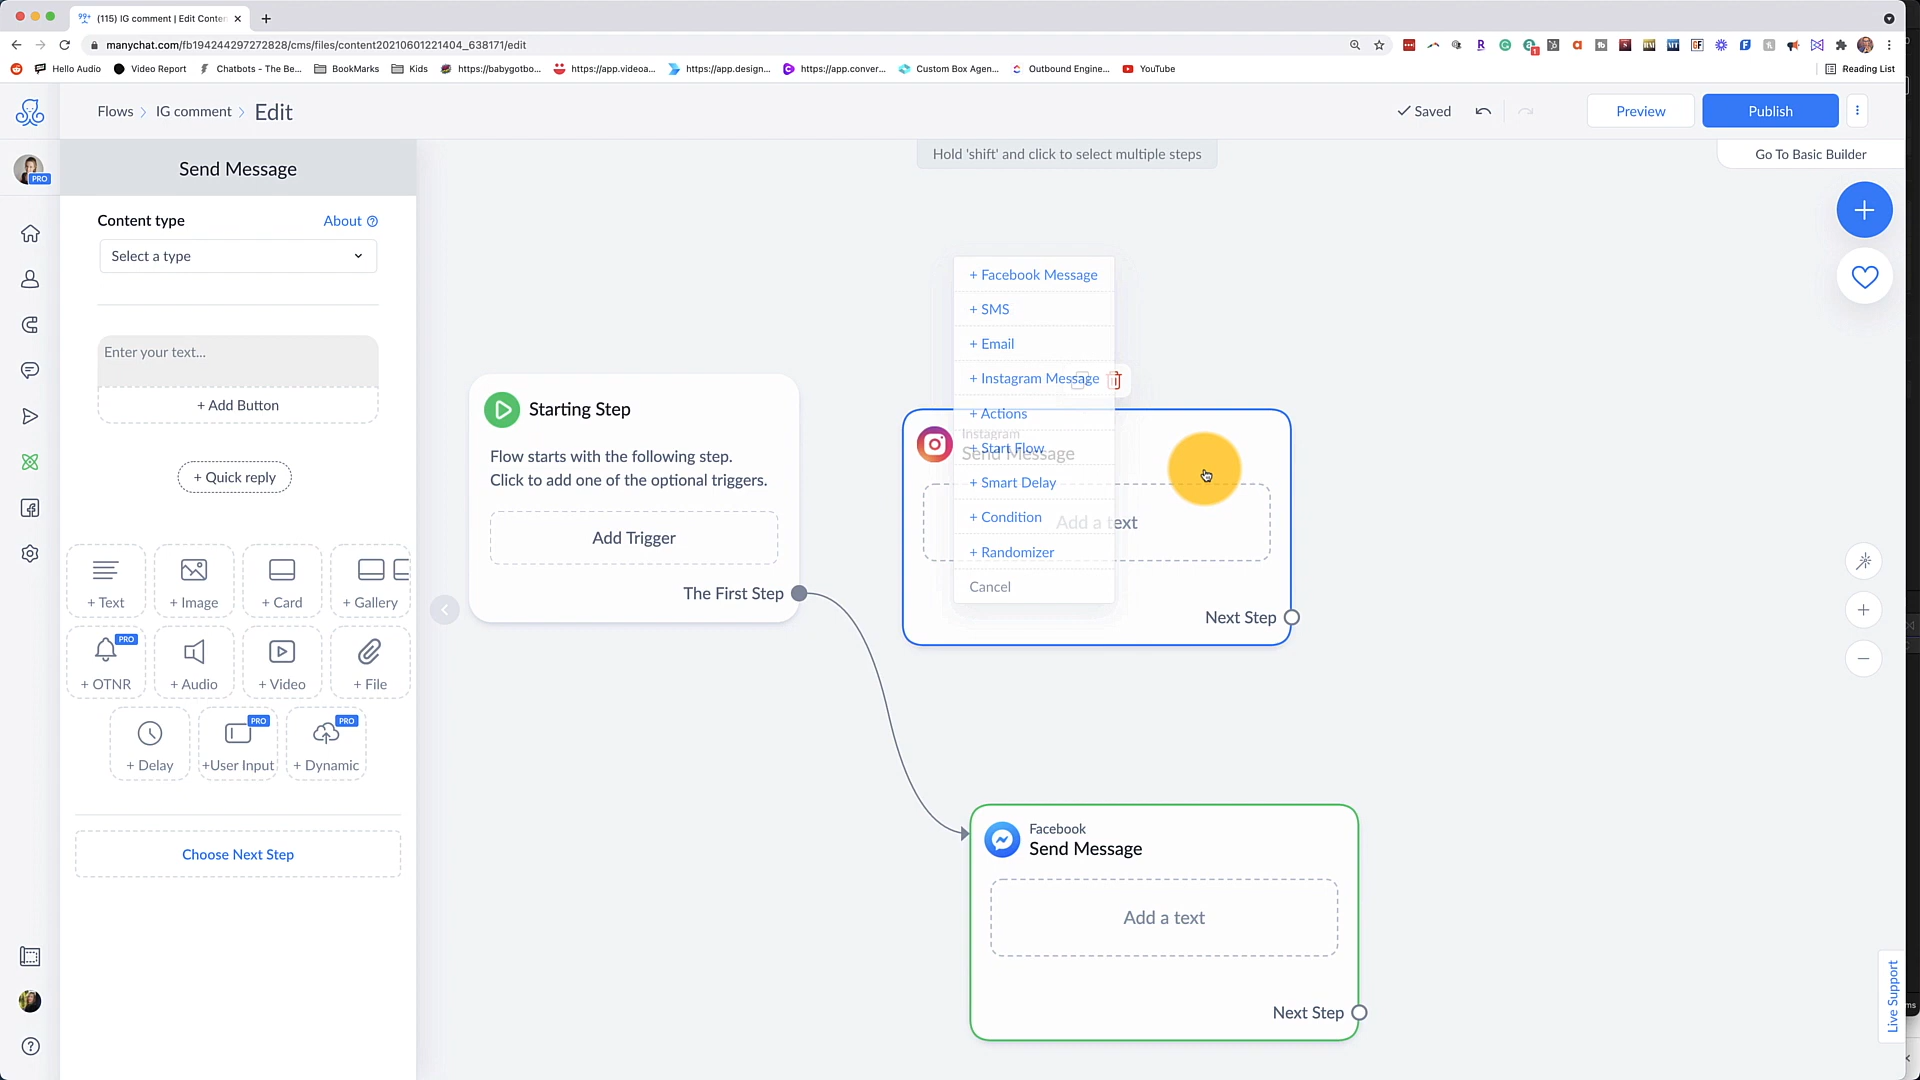 (115) IG comment | Edit Conten
manychat.com/fb194244297272828/cms/files/content20210601221404_638171/edit
Hello Audio
Video Report
Chatbots - The Be...
BookMarks
Kids
https://babygotbo...
https://app.videoa...
https://app.design...
https://app.conver...
Custom Box Agen...
Outbound Engine...
YouTube
Reading List
Flows
IG comment
Edit
Saved
Preview
Publish
PRO
Send Message
Hold 'shift' and click to select multiple steps
Go To Basic Builder
Content type
About
Select a type
Enter your text...
+ Add Button
+ Quick reply
+ Text
+ Image
+ Card
+ Gallery
PRO
+ OTNR
+ Audio
+ Video
+ File
PRO
PRO
+ Delay
+User Input
+ Dynamic
Choose Next Step
Starting Step
Flow starts with the following step.
Click to add one of the optional triggers.
Add Trigger
The First Step
+ Facebook Message
+ SMS
+ Email
+ Instagram Message
+ Actions
+ Start Flow
+ Smart Delay
+ Condition
+ Randomizer
Cancel
Instagram
Send Message
Add a text
Next Step
Facebook
Send Message
Add a text
Next Step
Live Support